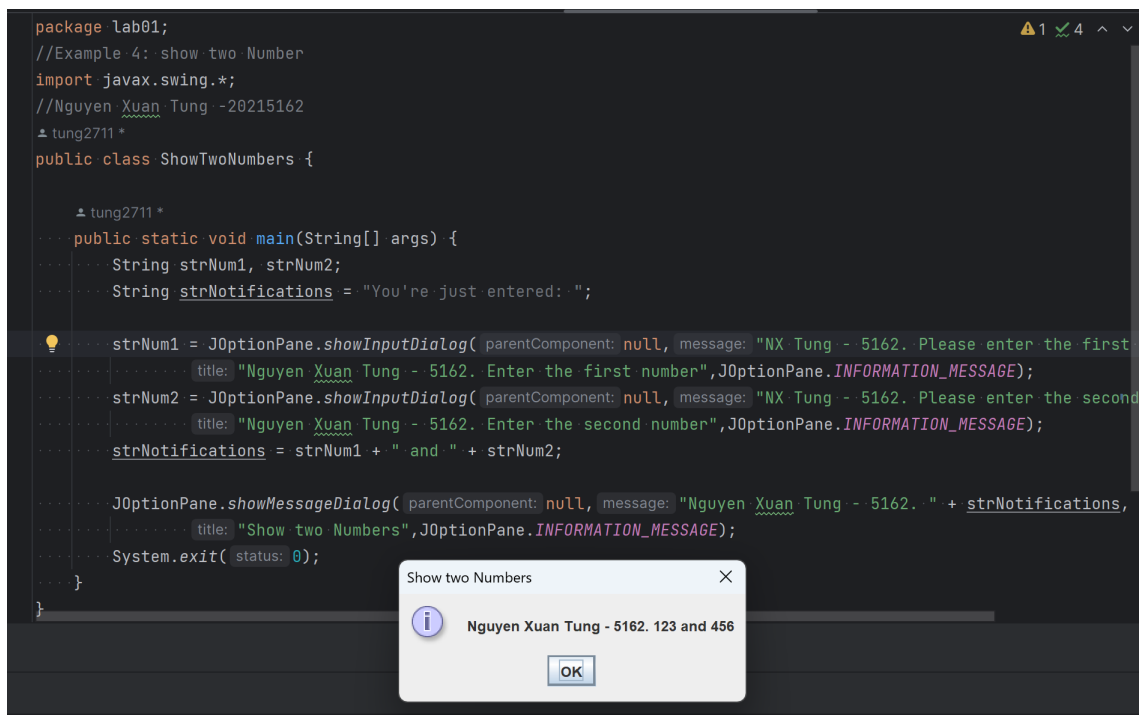 package lab01;
1 4
//Example 4: show two Number
import javax.swing.*;
//Nguyen Xuan Tung -20215162
tung2711 *
public class ShowTwoNumbers {
tung2711 *
public static void main(String[] args) {
String strNum1, strNum2;
String strNotifications = "You're just entered: ";
strNum1 = JOptionPane.showInputDialog( parentComponent: null, message: "NX Tung - 5162. Please enter the first
title: "Nguyen Xuan Tung - 5162. Enter the first number",JOptionPane.INFORMATION_MESSAGE);
strNum2 = JOptionPane.showInputDialog( parentComponent: null, message: "NX Tung - 5162. Please enter the second
title: "Nguyen Xuan Tung - 5162. Enter the second number",JOptionPane.INFORMATION_MESSAGE);
strNotifications = strNum1 + " and " + strNum2;
JOptionPane.showMessageDialog( parentComponent: null, message: "Nguyen Xuan Tung - 5162. " + strNotifications,
title: "Show two Numbers",JOptionPane.INFORMATION_MESSAGE);
System.exit( status: 0);
}
}
Show two Numbers
Nguyen Xuan Tung - 5162. 123 and 456
OK